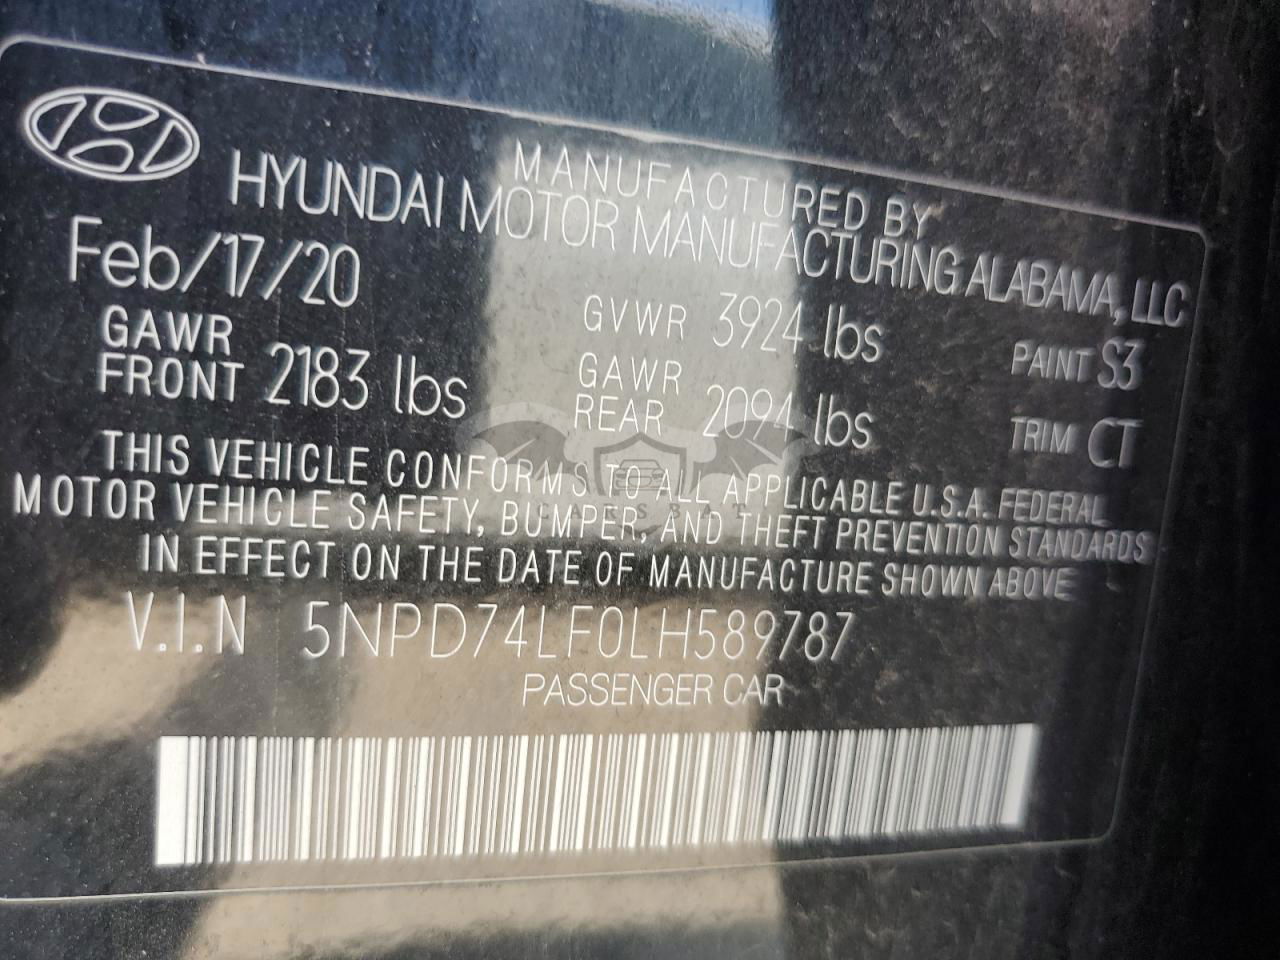 MANUFACTURED BY
HYUNDAI MOTOR MANUFACTURING ALABAMA, LLC
Feb/17/20
GVWR 3924 lbs
PAINT S3
GAWR
FRONT 2183 lbs
GAWR
REAR 2094 lbs
TRIM CT
THIS VEHICLE CONFORMS TO ALL APPLICABLE U.S.A. FEDERAL
MOTOR VEHICLE SAFETY, BUMPER, AND THEFT PREVENTION STANDARDS
IN EFFECT ON THE DATE OF MANUFACTURE SHOWN ABOVE
V.I.N 5NPD74LF0LH589787
PASSENGER CAR
CARSBAT